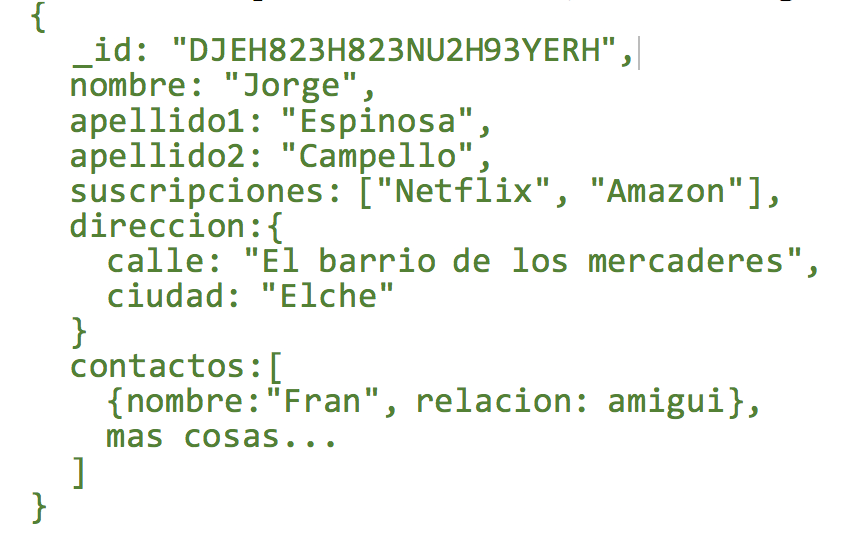 {
_id: "DJEH823H823NU2H93YERH",
nombre: "Jorge",
apellido1: "Espinosa",
apellido2: "Campello",
suscripciones: ["Netflix", "Amazon"],
direccion:{
calle: "El barrio de los mercaderes",
ciudad: "Elche"
}
contactos:[
{nombre:"Fran", relacion: amigui},
mas cosas...
]
}